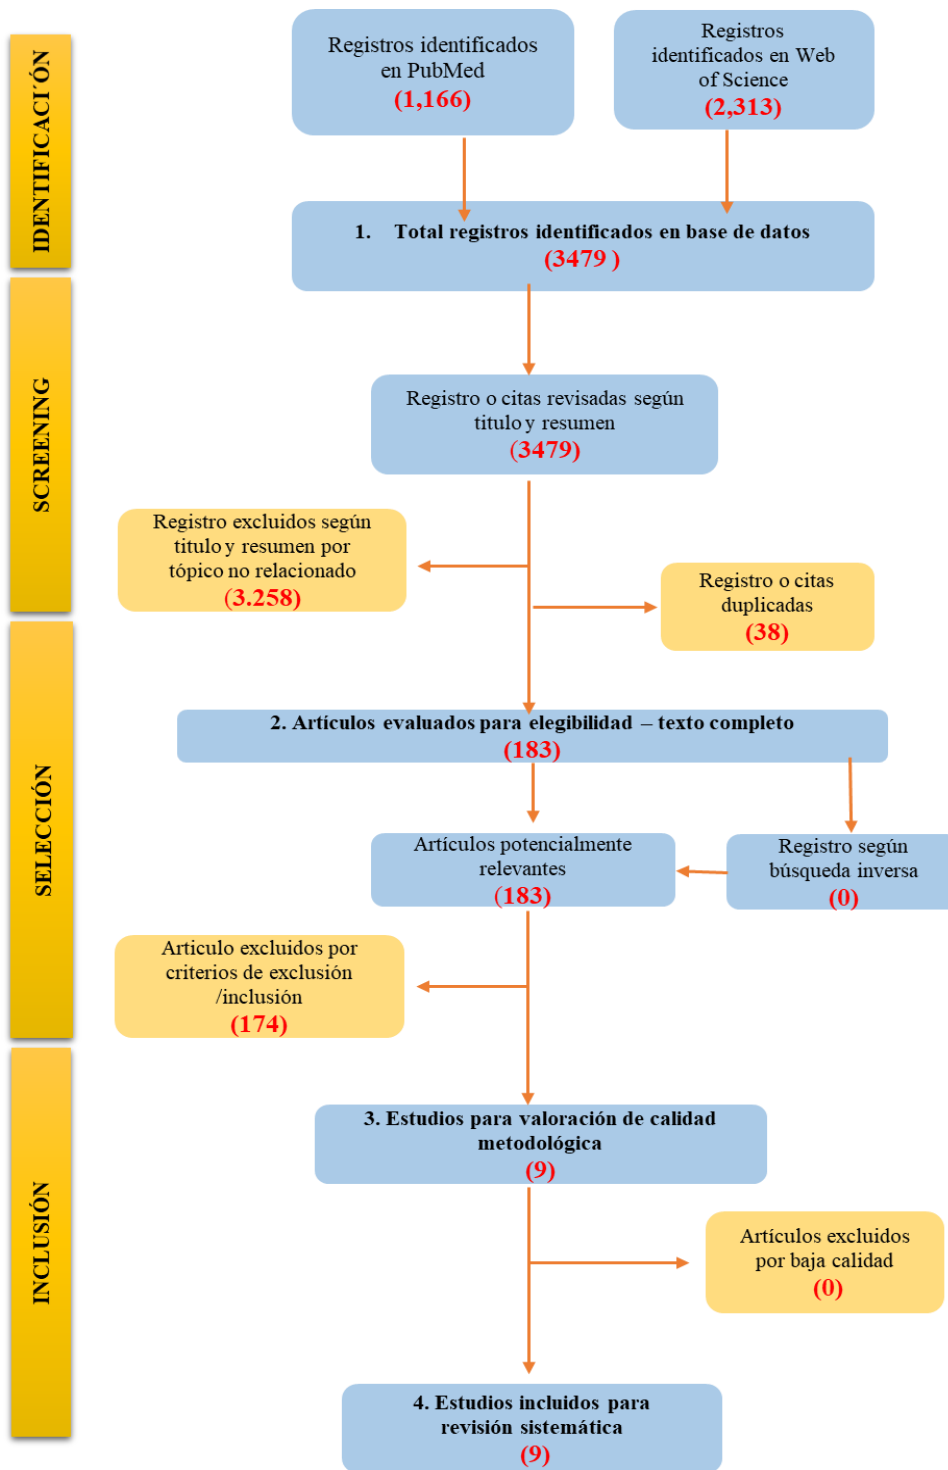 IDENTIFICACI´ÓN
Registros identificados
en PubMed
(1,166)
Registros
identificados en Web
of Science
(2,313)
1. Total registros identificados en base de datos
(3479 )
SCREENING
Registro o citas revisadas según
titulo y resumen
(3479)
Registro excluidos según
titulo y resumen por
tópico no relacionado
(3.258)
Registro o citas
duplicadas
(38)
SELECCIÓN
2. Artículos evaluados para elegibilidad – texto completo
(183)
Artículos potencialmente
relevantes
(183)
Registro según
búsqueda inversa
(0)
Articulo excluidos por
criterios de exclusión
/inclusión
(174)
INCLUSIÓN
3. Estudios para valoración de calidad
metodológica
(9)
Artículos excluidos
por baja calidad
(0)
4. Estudios incluidos para
revisión sistemática
(9)